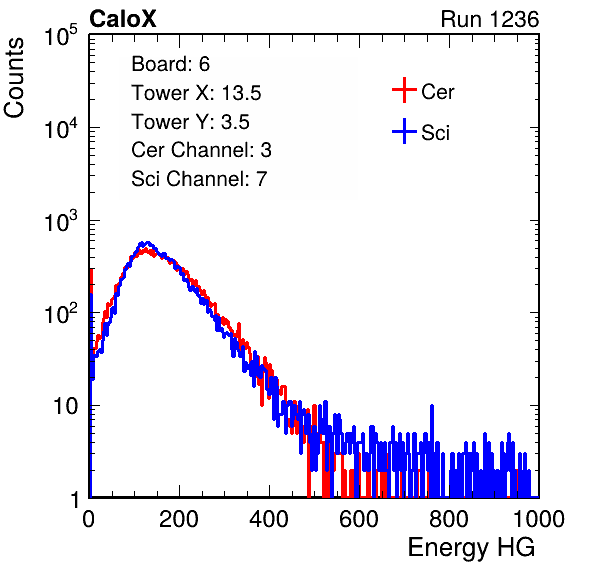 CaloX Run 1236
Counts
Board: 6
Tower X: 13.5
Tower Y: 3.5
Cer Channel: 3
Sci Channel: 7
Cer
Sci
10^5
10^4
10^3
10^2
10
1
0 200 400 600 800 1000
Energy HG